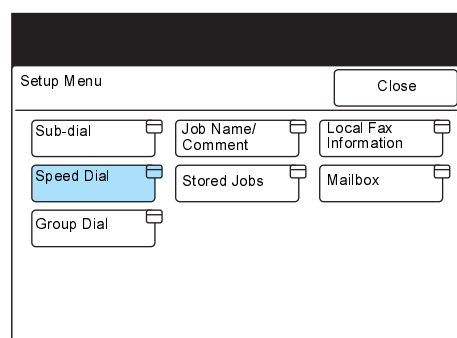 Setup Menu
Close
Sub-dial
Job Name/
Comment
Local Fax
Information
Speed Dial
Stored Jobs
Mailbox
Group Dial